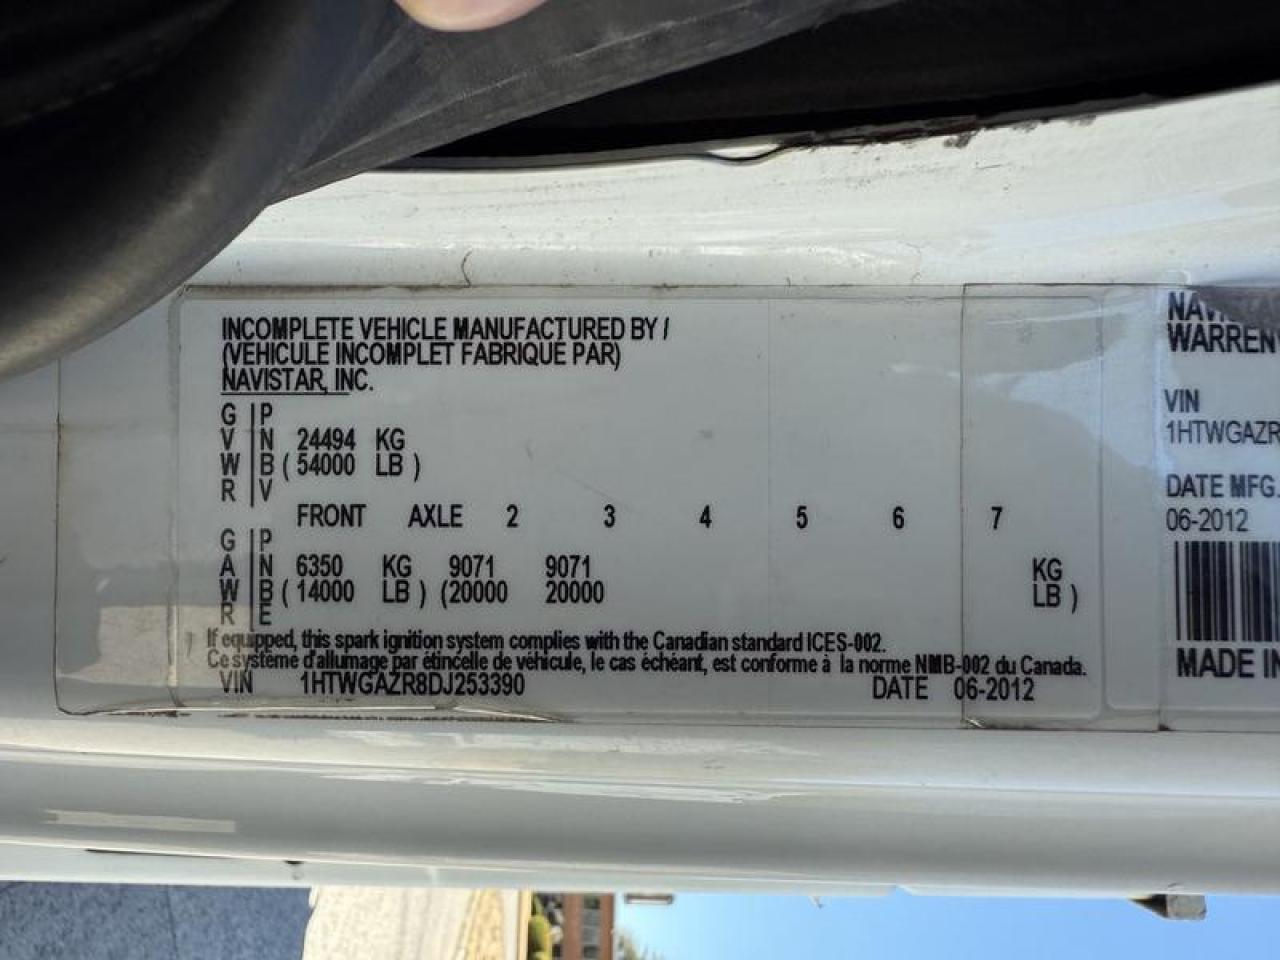 INCOMPLETE VEHICLE MANUFACTURED BY /
(VEHICULE INCOMPLET FABRIQUE PAR)
NAVISTAR, INC.
G P
V N 24494 KG
W B ( 54000 LB )
R V
FRONT AXLE 2 3 4 5 6 7
G P
A N 6350 KG 9071 9071 KG
W B ( 14000 LB ) (20000 20000 LB )
R E
If equipped, this spark ignition system complies with the Canadian standard ICES-002.
Ce système d'allumage par étincelle de véhicule, le cas échéant, est conforme à la norme NMB-002 du Canada.
VIN 1HTWGAZR8DJ253390 DATE 06-2012
WARREN
VIN
1HTWGAZR
DATE MFG.
06-2012
MADE IN